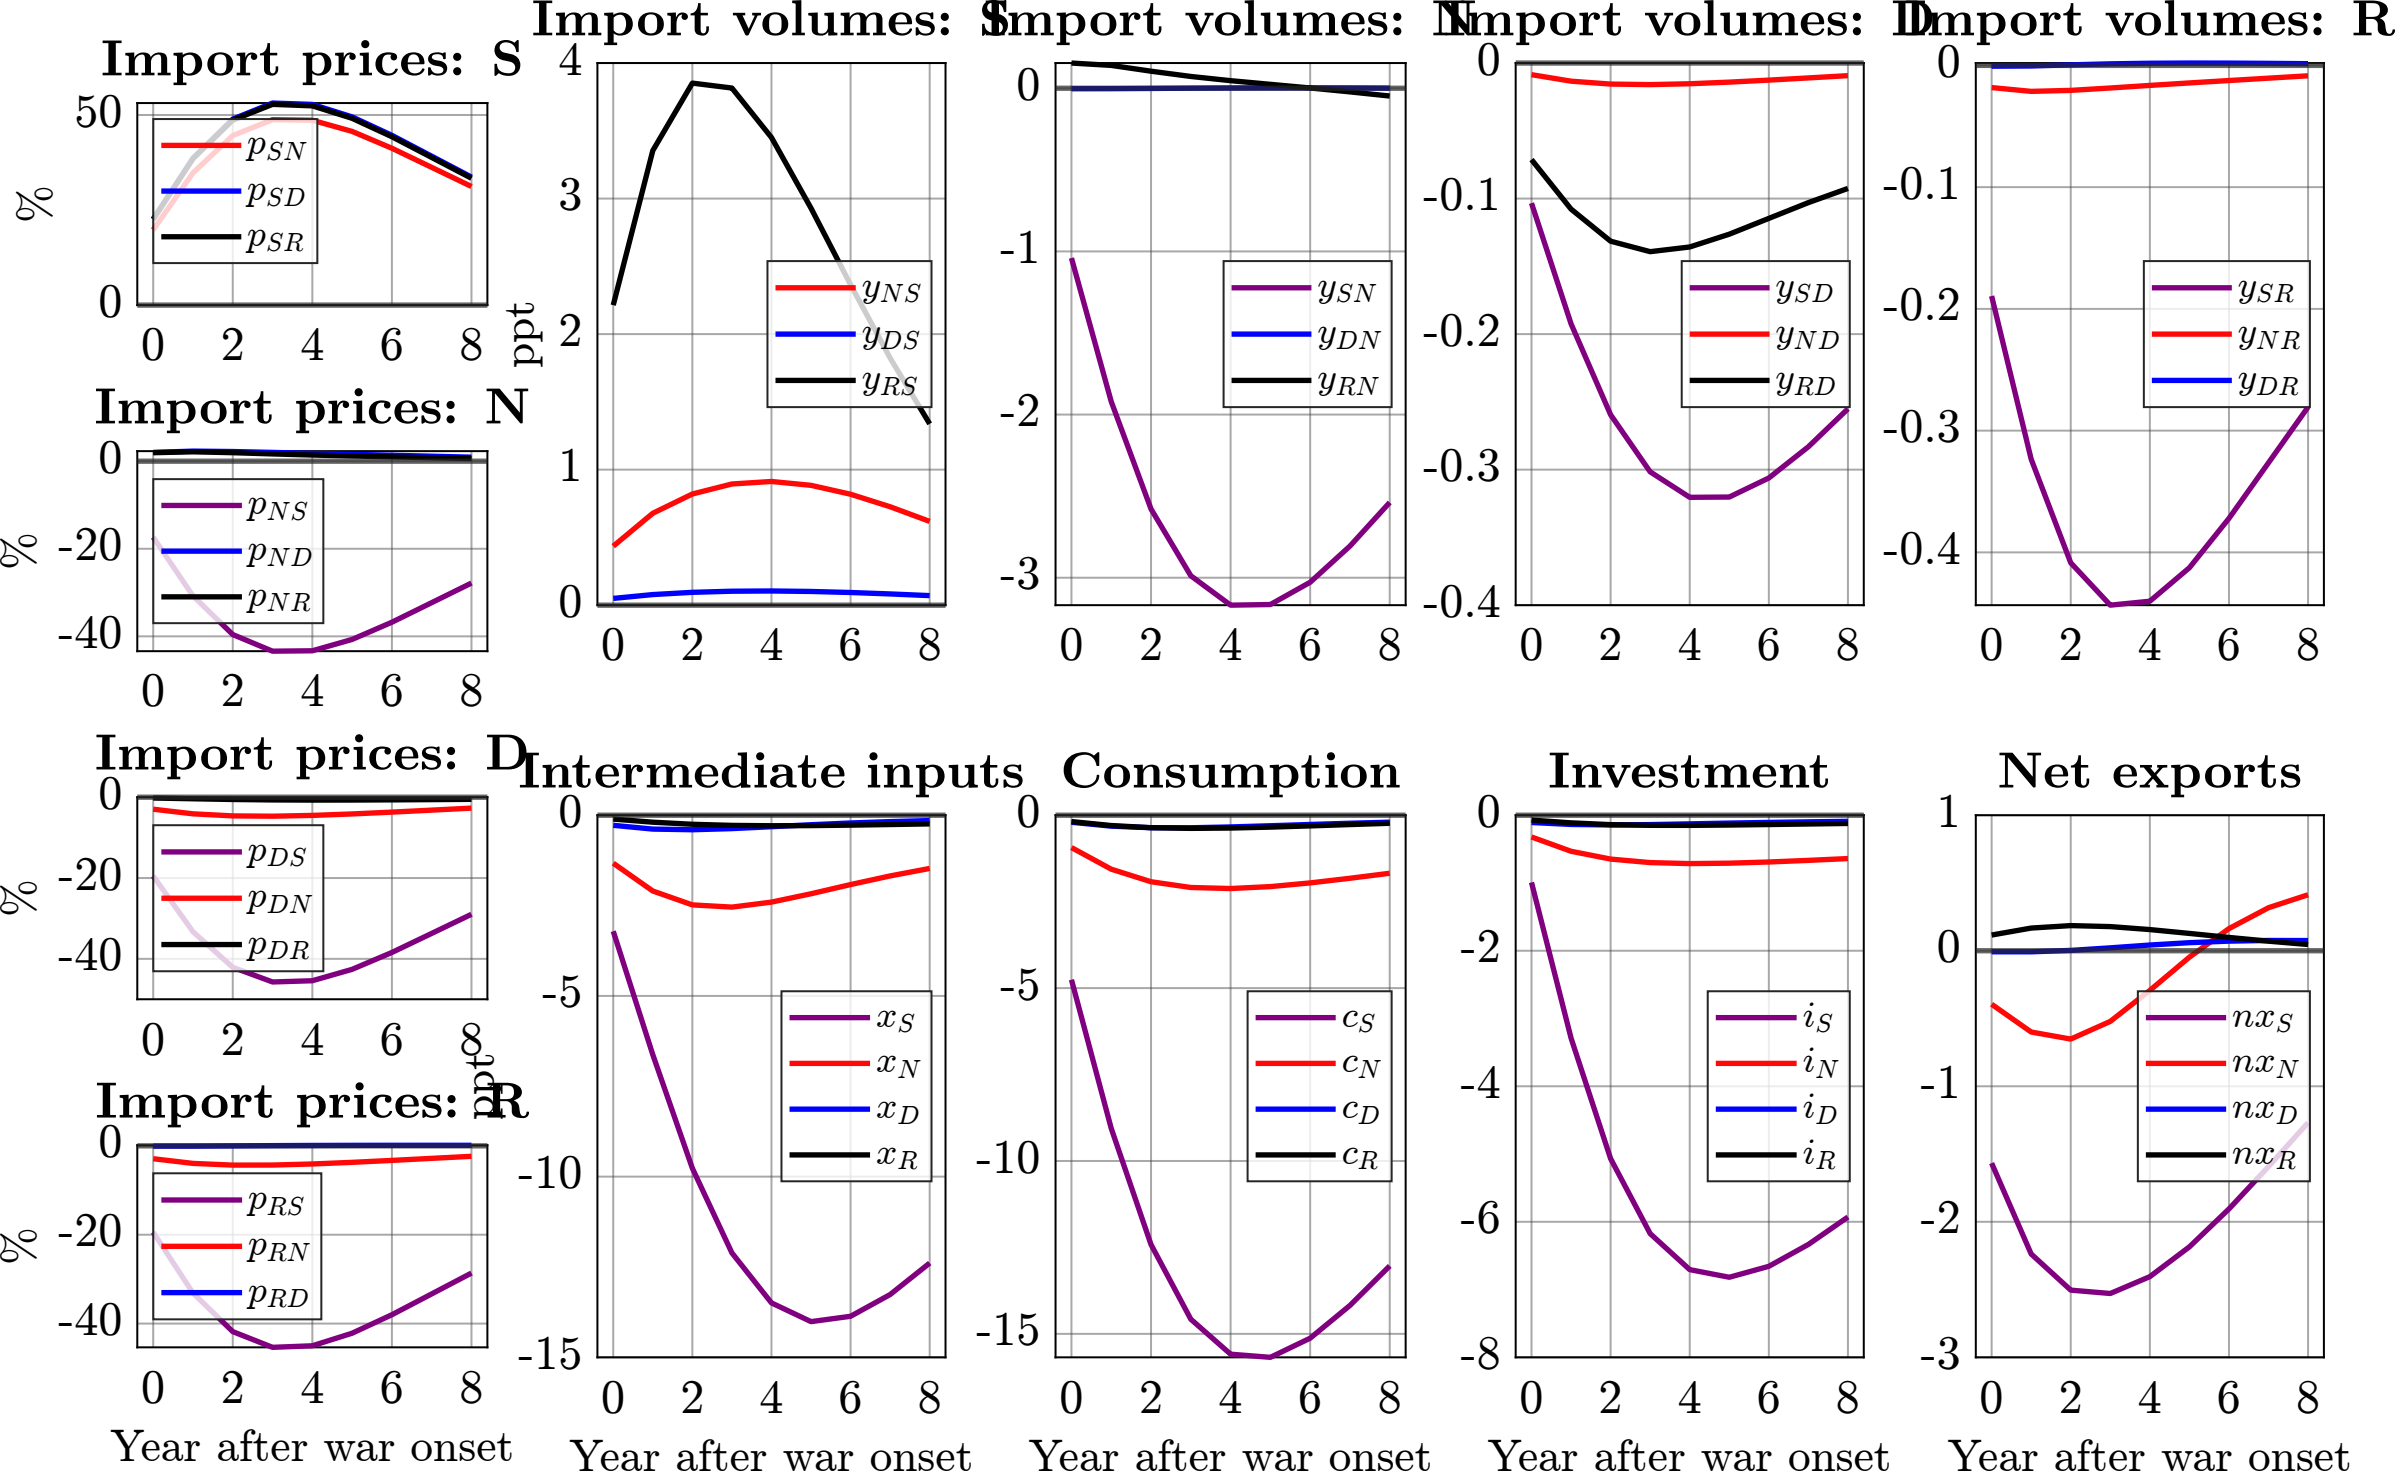 Import prices: S
%
50
0
p_SN
p_SD
p_SR
0 2 4 6 8
Import prices: N
%
0
-20
-40
p_NS
p_ND
p_NR
0 2 4 6 8
Import prices: D
%
0
-20
-40
p_DS
p_DN
p_DR
0 2 4 6 8
Import prices: R
%
0
-20
-40
p_RS
p_RN
p_RD
0 2 4 6 8
Year after war onset
Import volumes: S
ppt
4
3
2
1
0
y_NS
y_DS
y_RS
0 2 4 6 8
Import volumes: N
0
-1
-2
-3
y_SN
y_DN
y_RN
0 2 4 6 8
Import volumes: D
0
-0.1
-0.2
-0.3
-0.4
y_SD
y_ND
y_RD
0 2 4 6 8
Import volumes: R
0
-0.1
-0.2
-0.3
-0.4
y_SR
y_NR
y_DR
0 2 4 6 8
Intermediate inputs
ppt
0
-5
-10
-15
x_S
x_N
x_D
x_R
0 2 4 6 8
Year after war onset
Consumption
0
-5
-10
-15
c_S
c_N
c_D
c_R
0 2 4 6 8
Year after war onset
Investment
0
-2
-4
-6
-8
i_S
i_N
i_D
i_R
0 2 4 6 8
Year after war onset
Net exports
1
0
-1
-2
-3
nx_S
nx_N
nx_D
nx_R
0 2 4 6 8
Year after war onset